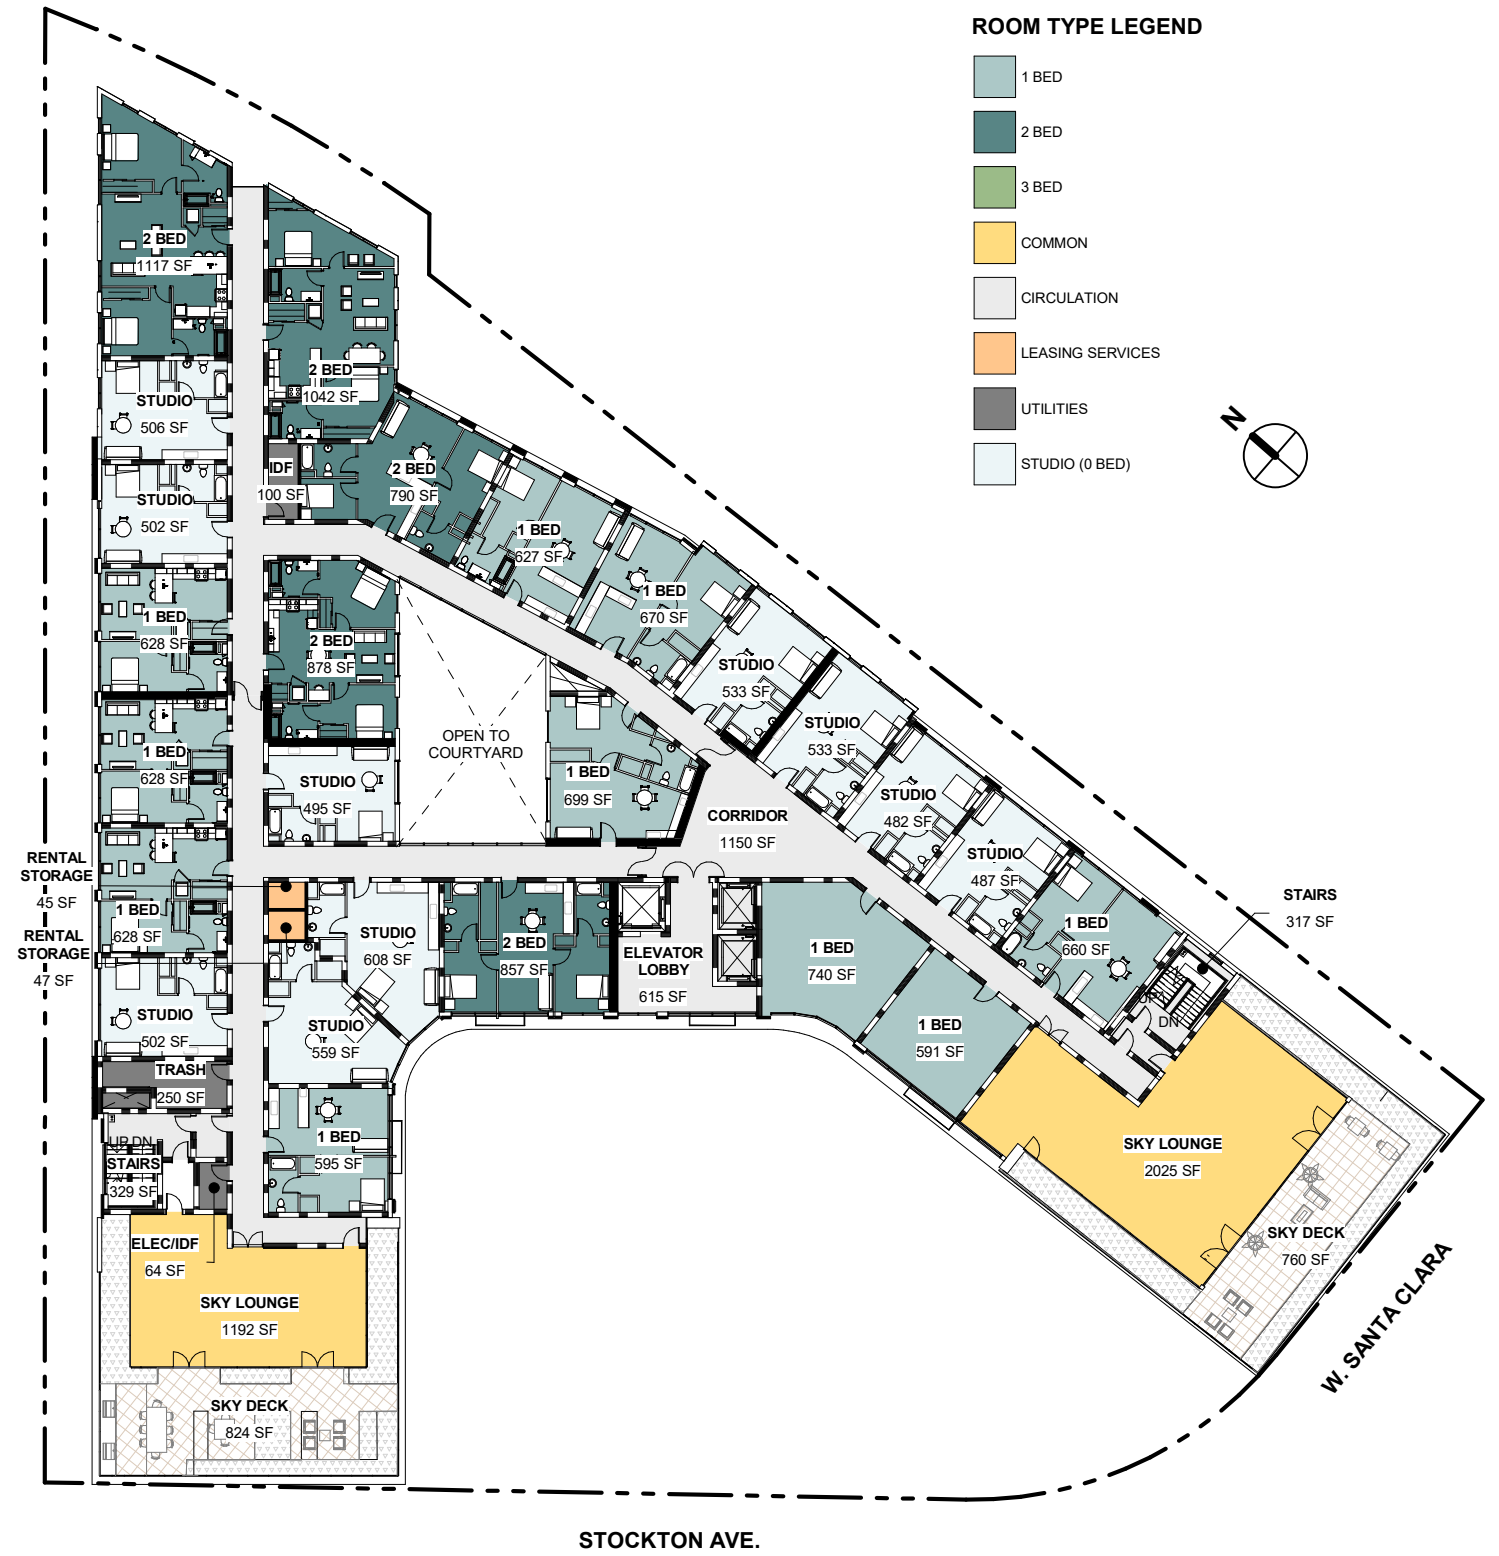 ROOM TYPE LEGEND
1 BED
2 BED
3 BED
COMMON
CIRCULATION
LEASING SERVICES
UTILITIES
STUDIO (0 BED)
N
2 BED
1117 SF
2 BED
1042 SF
STUDIO
506 SF
IDF
100 SF
2 BED
790 SF
STUDIO
502 SF
1 BED
627 SF
1 BED
670 SF
1 BED
628 SF
2 BED
878 SF
STUDIO
533 SF
STUDIO
533 SF
OPEN TO
COURTYARD
1 BED
628 SF
STUDIO
495 SF
1 BED
699 SF
STUDIO
482 SF
CORRIDOR
1150 SF
STUDIO
487 SF
RENTAL
STORAGE
45 SF
RENTAL
STORAGE
47 SF
1 BED
628 SF
STUDIO
608 SF
2 BED
857 SF
ELEVATOR
LOBBY
615 SF
1 BED
740 SF
1 BED
660 SF
STAIRS
317 SF
UP
DN
STUDIO
502 SF
STUDIO
559 SF
1 BED
591 SF
TRASH
250 SF
UP DN
STAIRS
329 SF
1 BED
595 SF
SKY LOUNGE
2025 SF
ELEC/IDF
64 SF
SKY LOUNGE
1192 SF
SKY DECK
760 SF
SKY DECK
824 SF
W. SANTA CLARA
STOCKTON AVE.